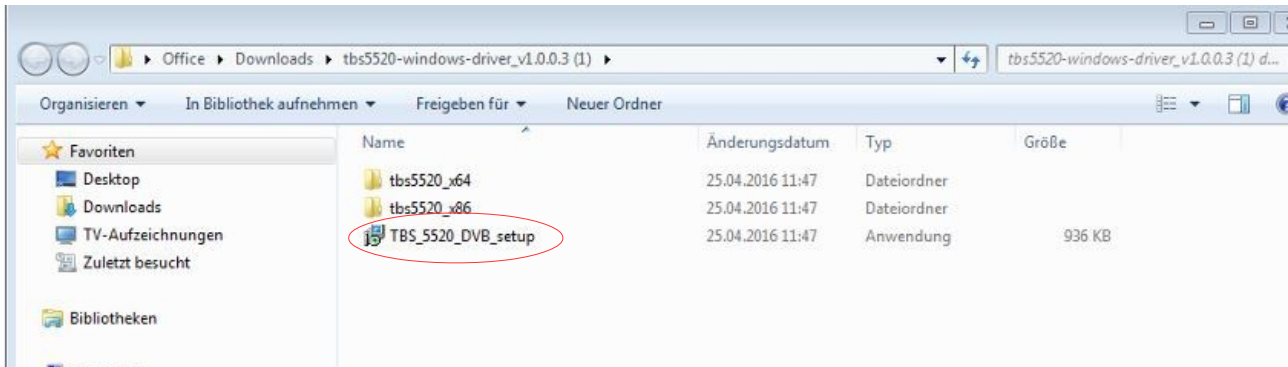 Office Downloads tbs5520-windows-driver_v1.0.0.3 (1) tbs5520-windows-driver_v1.0.0.3 (1) d...
Organisieren In Bibliothek aufnehmen Freigeben für Neuer Ordner
Favoriten
Desktop
Downloads
TV-Aufzeichnungen
Zuletzt besucht
Bibliotheken
Name Änderungsdatum Typ Größe
tbs5520_x64 25.04.2016 11:47 Dateiordner
tbs5520_x86 25.04.2016 11:47 Dateiordner
TBS_5520_DVB_setup 25.04.2016 11:47 Anwendung 936 KB